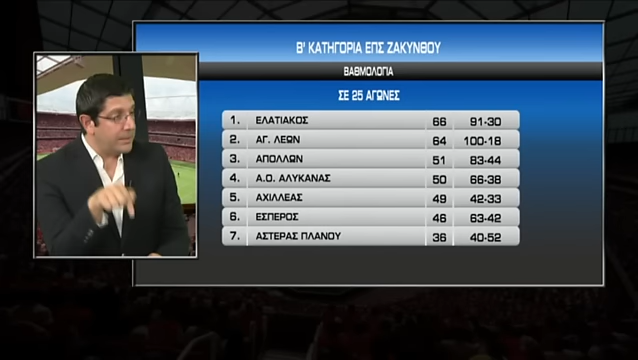 Β' ΚΑΤΗΓΟΡΙΑ ΕΠΣ ΖΑΚΥΝΘΟΥ
ΒΑΘΜΟΛΟΓΙΑ
ΣΕ 25 ΑΓΩΝΕΣ
1. ΕΛΑΤΙΑΚΟΣ 66 91-30
2. ΑΓ. ΛΕΩΝ 64 100-18
3. ΑΠΟΛΛΩΝ 51 83-44
4. Α.Ο. ΑΛΥΚΑΝΑΣ 50 66-38
5. ΑΧΙΛΛΕΑΣ 49 42-33
6. ΕΣΠΕΡΟΣ 46 63-42
7. ΑΣΤΕΡΑΣ ΠΛΑΝΟΥ 36 40-52